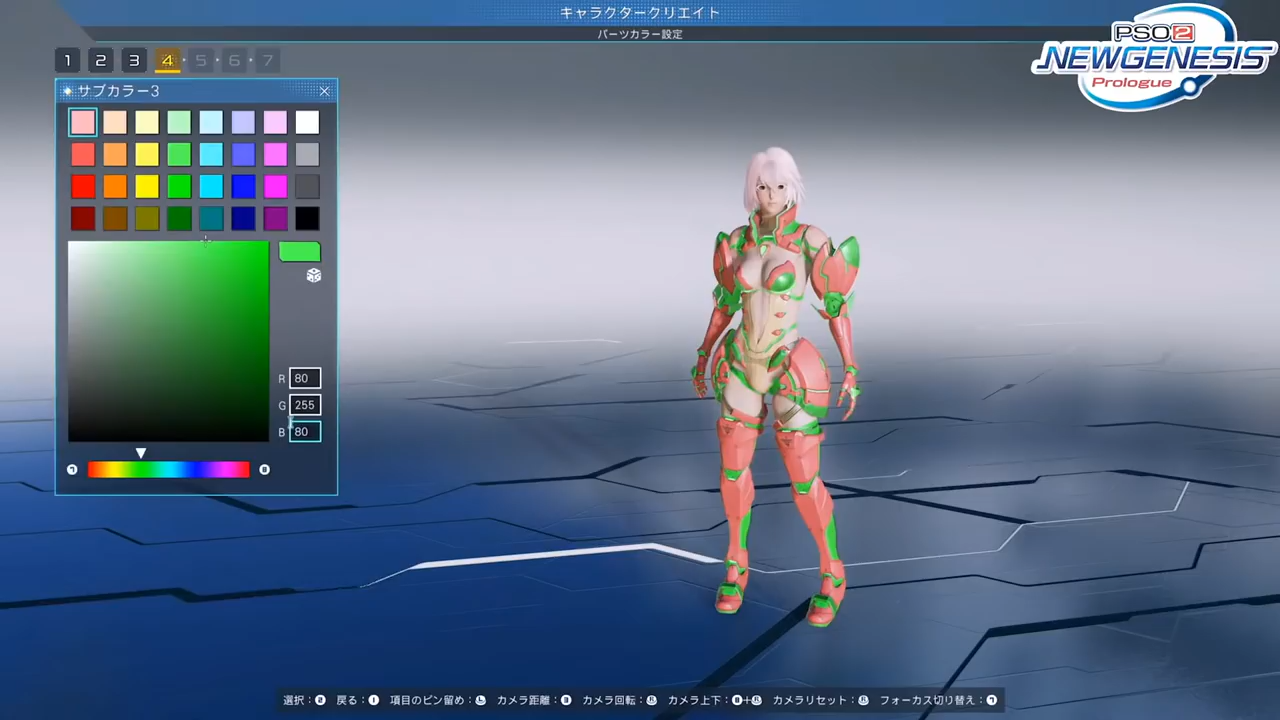 キャラクタークリエイト
パーツカラー設定
PSO2
NEWGENESIS
Prologue
1 2 3 4 5 6 7
サブカラー3
R 80
G 255
B 80
選択: 戻る: 項目のピン留め: カメラ距離: カメラ回転: カメラ上下: + カメラリセット: フォーカス切り替え: